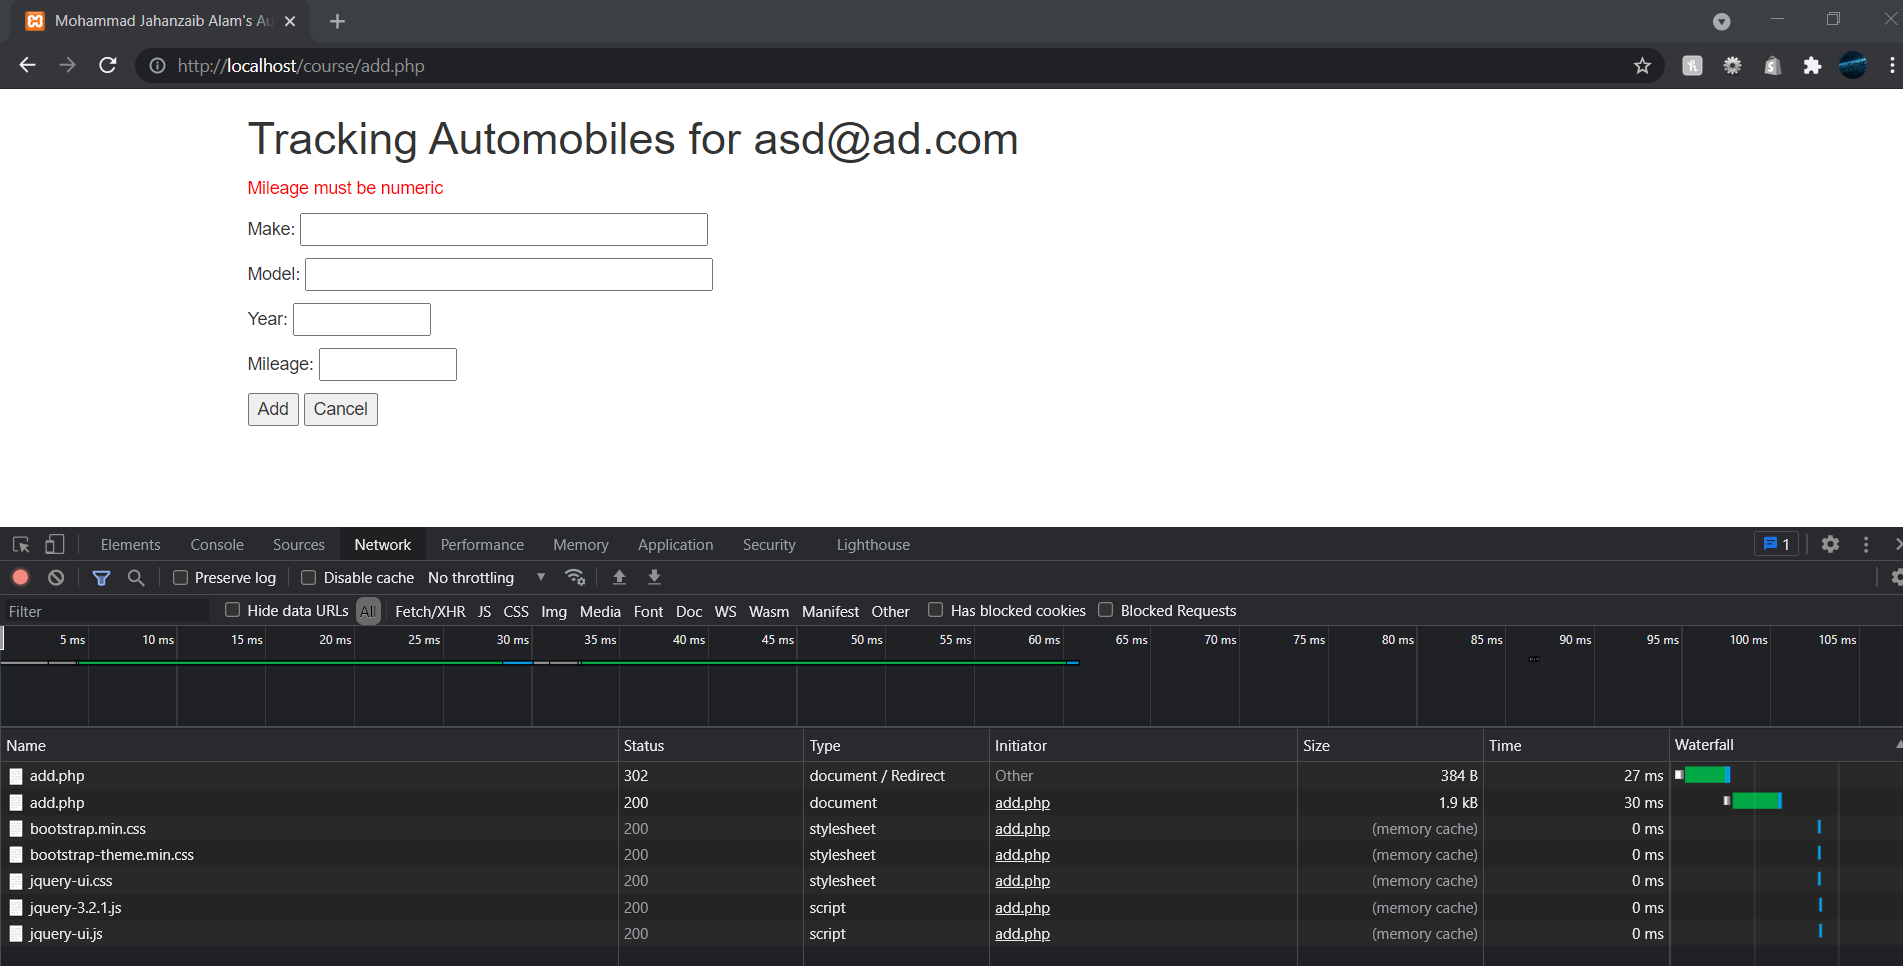 Mohammad Jahanzaib Alam's Au
http://localhost/course/add.php
Tracking Automobiles for asd@ad.com
Mileage must be numeric
Make:
Model:
Year:
Mileage:
Add Cancel
Elements Console Sources Network Performance Memory Application Security Lighthouse 1
Preserve log Disable cache No throttling
Filter Hide data URLs All Fetch/XHR JS CSS Img Media Font Doc WS Wasm Manifest Other Has blocked cookies Blocked Requests
5 ms 10 ms 15 ms 20 ms 25 ms 30 ms 35 ms 40 ms 45 ms 50 ms 55 ms 60 ms 65 ms 70 ms 75 ms 80 ms 85 ms 90 ms 95 ms 100 ms 105 ms
Name Status Type Initiator Size Time Waterfall
add.php 302 document / Redirect Other 384 B 27 ms
add.php 200 document add.php 1.9 kB 30 ms
bootstrap.min.css 200 stylesheet add.php (memory cache) 0 ms
bootstrap-theme.min.css 200 stylesheet add.php (memory cache) 0 ms
jquery-ui.css 200 stylesheet add.php (memory cache) 0 ms
jquery-3.2.1.js 200 script add.php (memory cache) 0 ms
jquery-ui.js 200 script add.php (memory cache) 0 ms